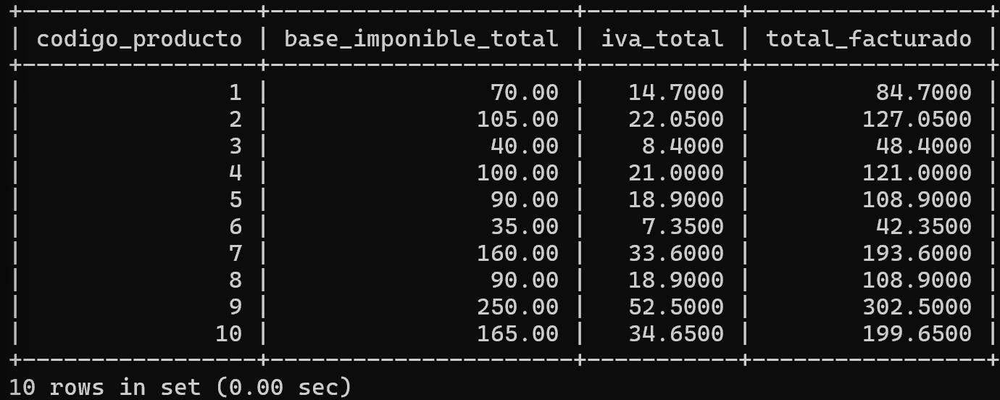 +-----------------+----------------------+-----------+-----------------+
| codigo_producto | base_imponible_total | iva_total | total_facturado |
+-----------------+----------------------+-----------+-----------------+
|               1 |                70.00 |   14.7000 |         84.7000 |
|               2 |               105.00 |   22.0500 |        127.0500 |
|               3 |                40.00 |    8.4000 |         48.4000 |
|               4 |               100.00 |   21.0000 |        121.0000 |
|               5 |                90.00 |   18.9000 |        108.9000 |
|               6 |                35.00 |    7.3500 |         42.3500 |
|               7 |               160.00 |   33.6000 |        193.6000 |
|               8 |                90.00 |   18.9000 |        108.9000 |
|               9 |               250.00 |   52.5000 |        302.5000 |
|              10 |               165.00 |   34.6500 |        199.6500 |
+-----------------+----------------------+-----------+-----------------+
10 rows in set (0.00 sec)